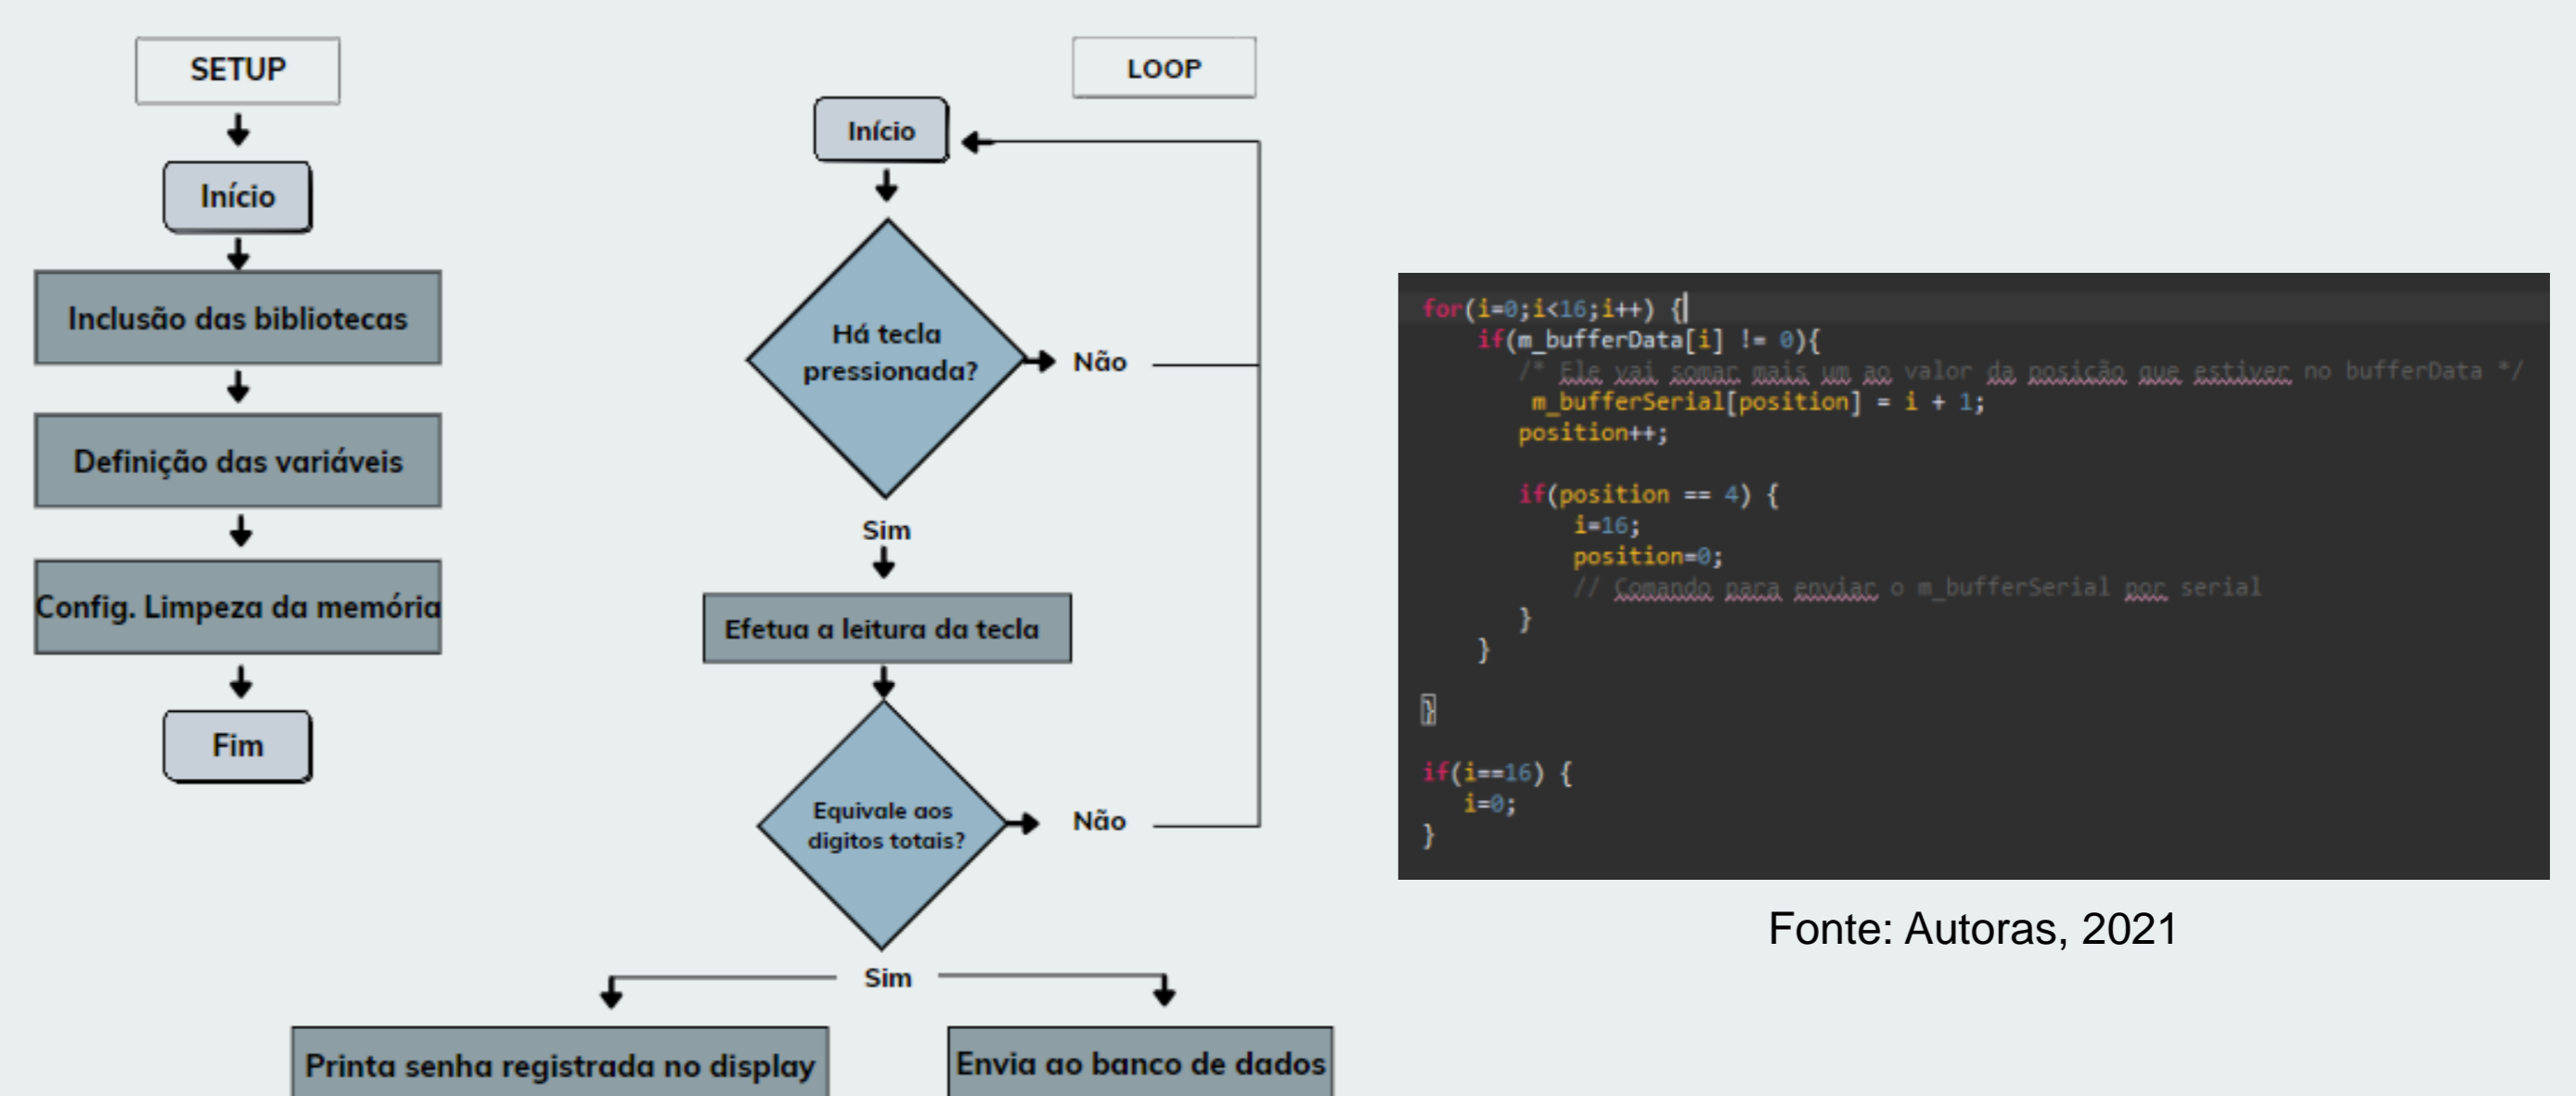 SETUP
Início
Inclusão das bibliotecas
Definição das variáveis
Config. Limpeza da memória
Fim
LOOP
Início
Há tecla
pressionada?
Não
Sim
Efetua a leitura da tecla
Equivale aos
digitos totais?
Não
Sim
Printa senha registrada no display
Envia ao banco de dados
for(i=0;i<16;i++) {
if(m_bufferData[i] != 0){
/* Ele vai somar mais um ao valor da posição que estiver no bufferData */
m_bufferSerial[position] = i + 1;
position++;
if(position == 4) {
i=16;
position=0;
// Comando para enviar o m_bufferSerial por serial
}
}
}
if(i==16) {
i=0;
}
Fonte: Autoras, 2021